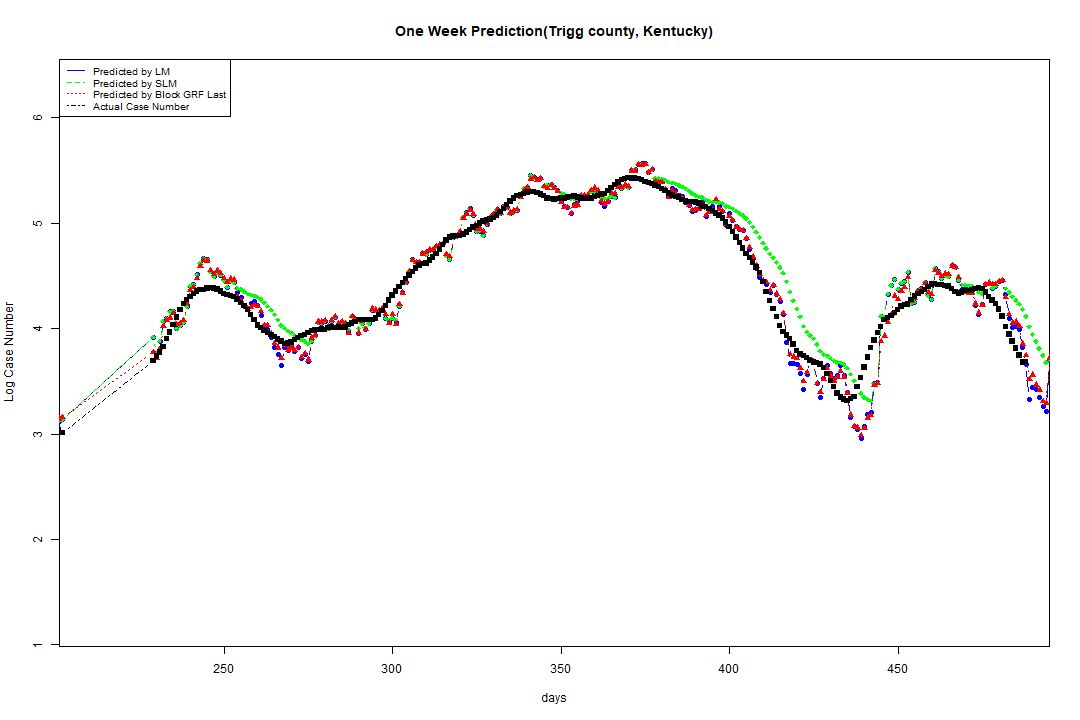 One Week Prediction(Trigg county, Kentucky)
Predicted by LM
Predicted by SLM
Predicted by Block GRF Last
Actual Case Number
6
5
4
3
2
1
Log Case Number
250 300 350 400 450
days